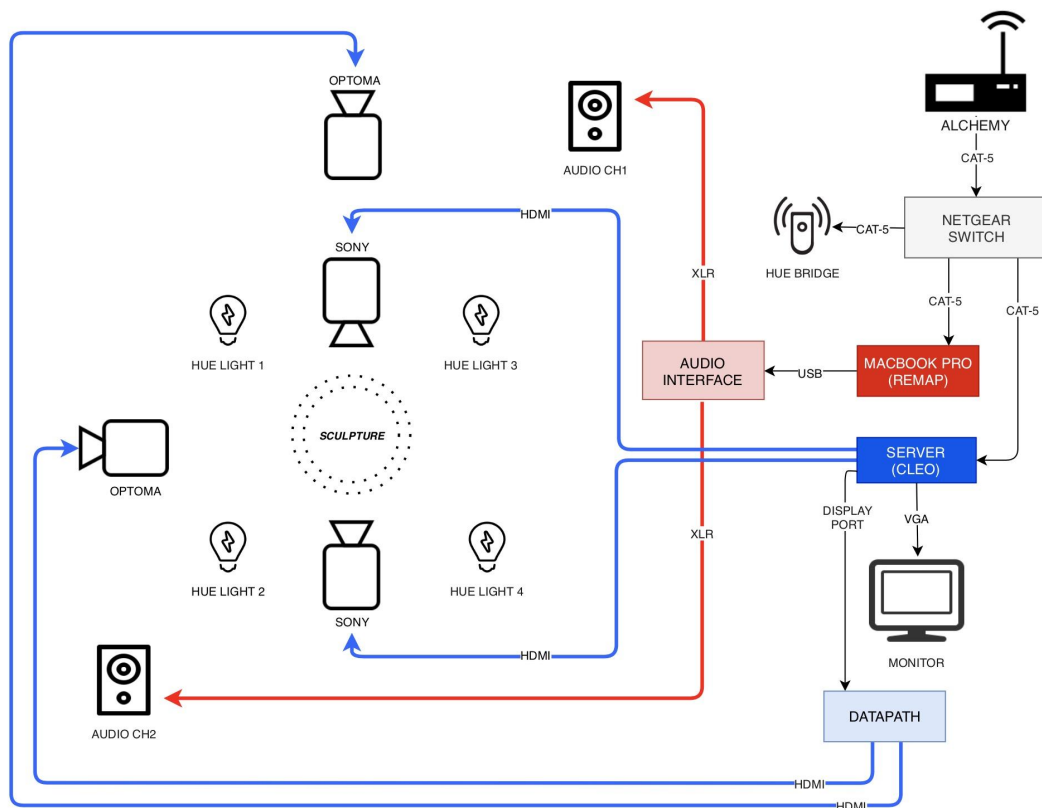 OPTOMA
AUDIO CH1
ALCHEMY
CAT-5
NETGEAR
SWITCH
CAT-5
HUE BRIDGE
HDMI
SONY
XLR
CAT-5
CAT-5
HUE LIGHT 1
HUE LIGHT 3
AUDIO
INTERFACE
USB
MACBOOK PRO
(REMAP)
SCULPTURE
SERVER
(CLEO)
OPTOMA
DISPLAY
PORT
VGA
XLR
HUE LIGHT 2
HUE LIGHT 4
SONY
HDMI
MONITOR
AUDIO CH2
DATAPATH
HDMI
HDMI